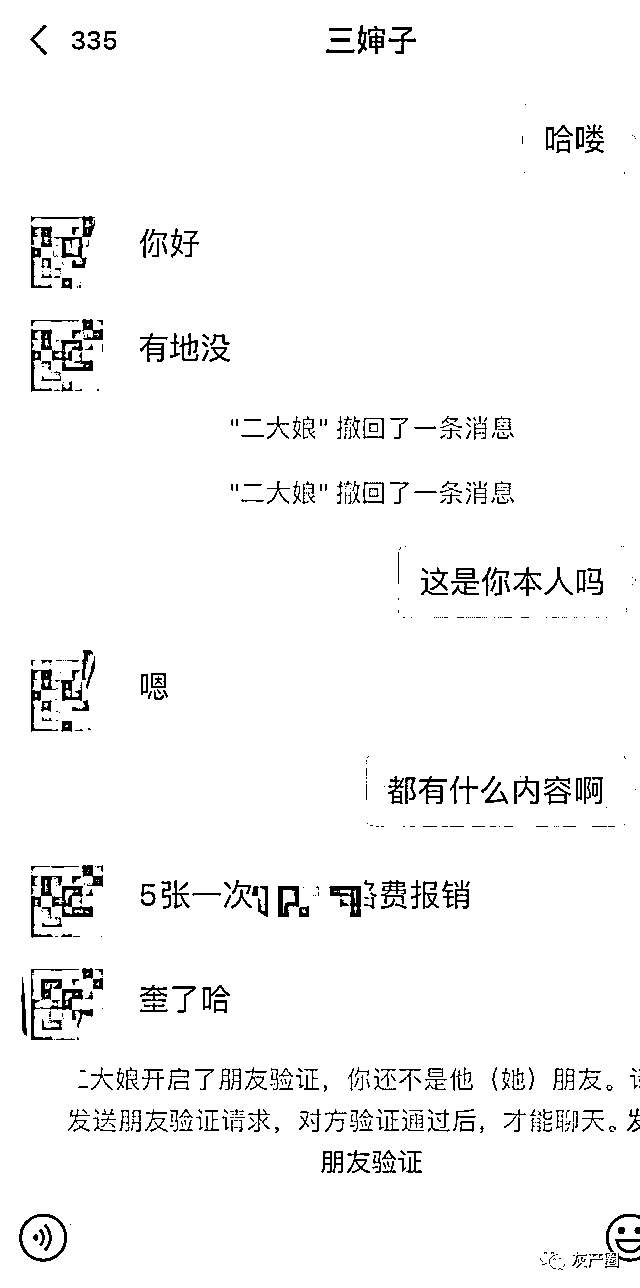 335
三婶子
哈喽
你好
有地没
"二大娘" 撤回了一条消息
"二大娘" 撤回了一条消息
这是你本人吗
嗯
都有什么内容啊
5张一次 费报销
奎了哈
二大娘开启了朋友验证，你还不是他（她）朋友。请
发送朋友验证请求，对方验证通过后，才能聊天。发
朋友验证
灰产圈